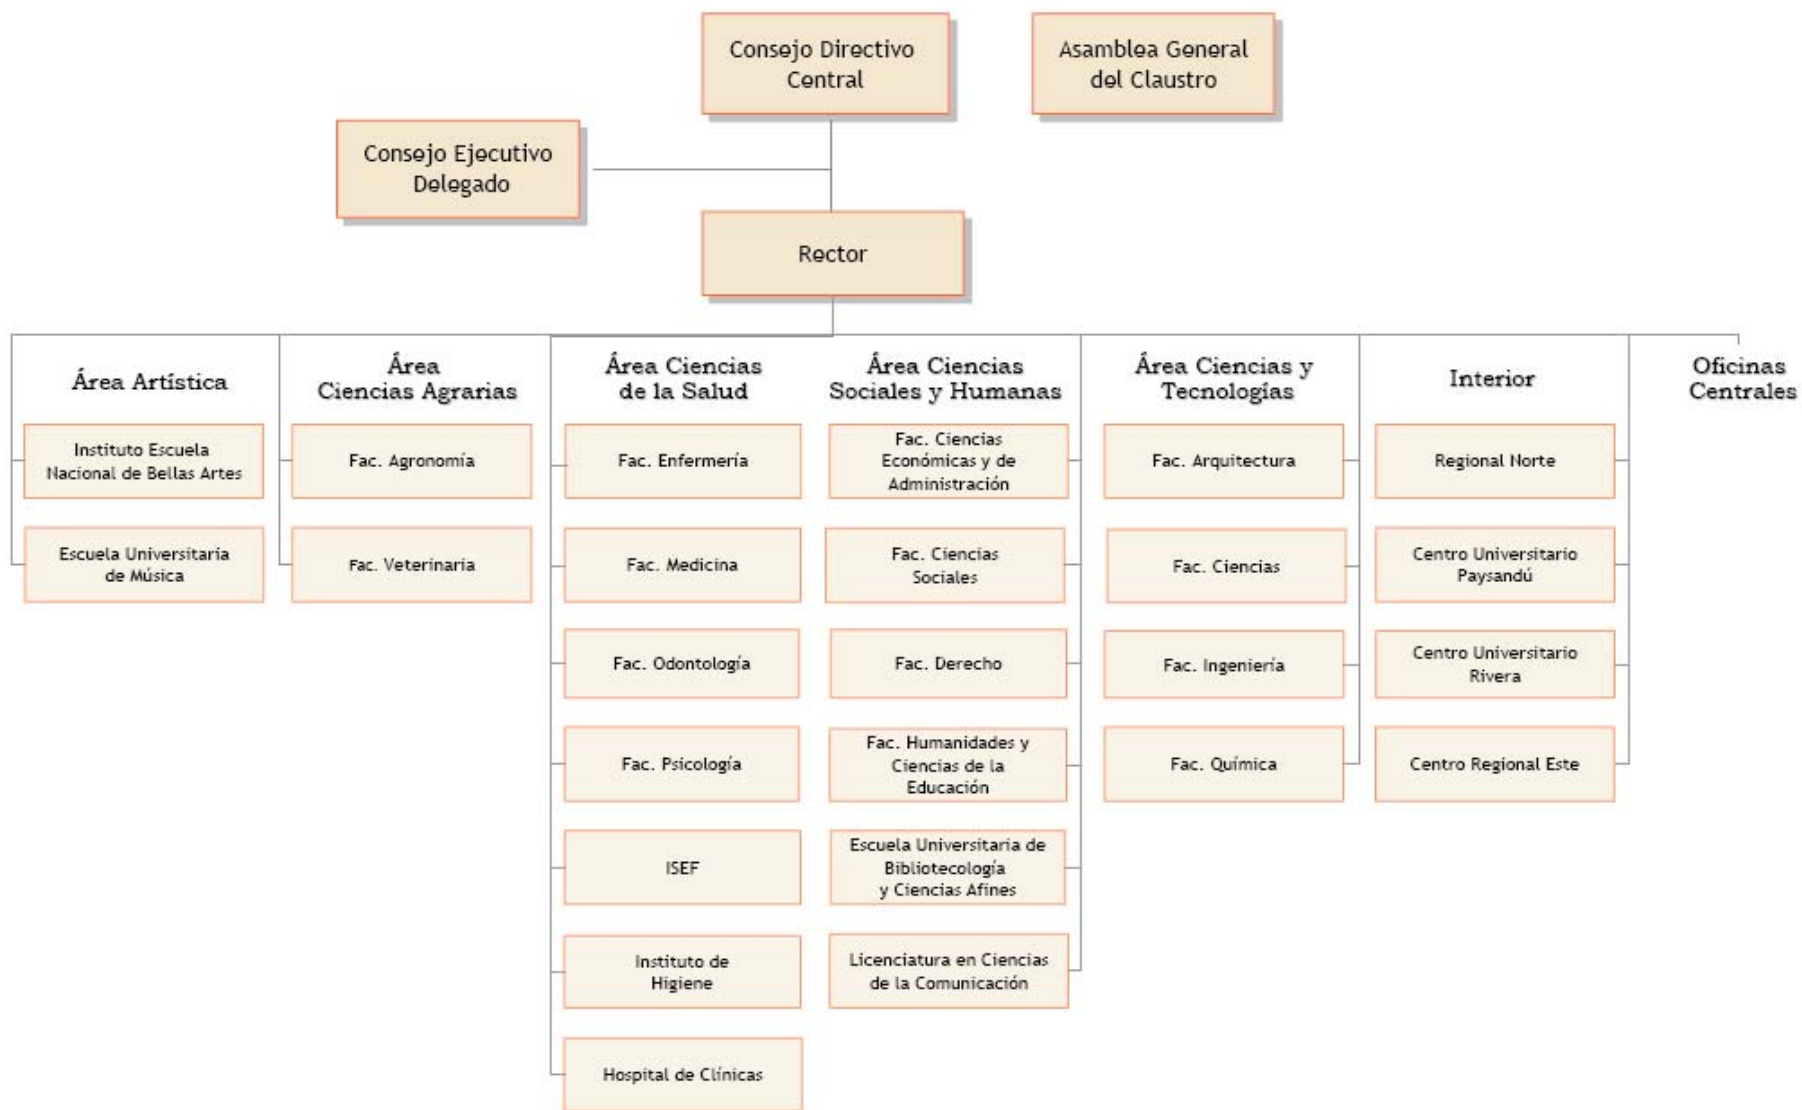 Consejo Directivo
Central
Asamblea General
del Claustro
Consejo Ejecutivo
Delegado
Rector
Área Artística
Instituto Escuela
Nacional de Bellas Artes
Escuela Universitaria
de Música
Área
Ciencias Agrarias
Fac. Agronomía
Fac. Veterinaria
Área Ciencias
de la Salud
Fac. Enfermería
Fac. Medicina
Fac. Odontología
Fac. Psicología
ISEF
Instituto de
Higiene
Hospital de Clínicas
Área Ciencias
Sociales y Humanas
Fac. Ciencias
Económicas y de
Administración
Fac. Ciencias
Sociales
Fac. Derecho
Fac. Humanidades y
Ciencias de la
Educación
Escuela Universitaria de
Bibliotecología
y Ciencias Afines
Licenciatura en Ciencias
de la Comunicación
Área Ciencias y
Tecnologías
Fac. Arquitectura
Fac. Ciencias
Fac. Ingeniería
Fac. Química
Interior
Regional Norte
Centro Universitario
Paysandú
Centro Universitario
Rivera
Centro Regional Este
Oficinas
Centrales